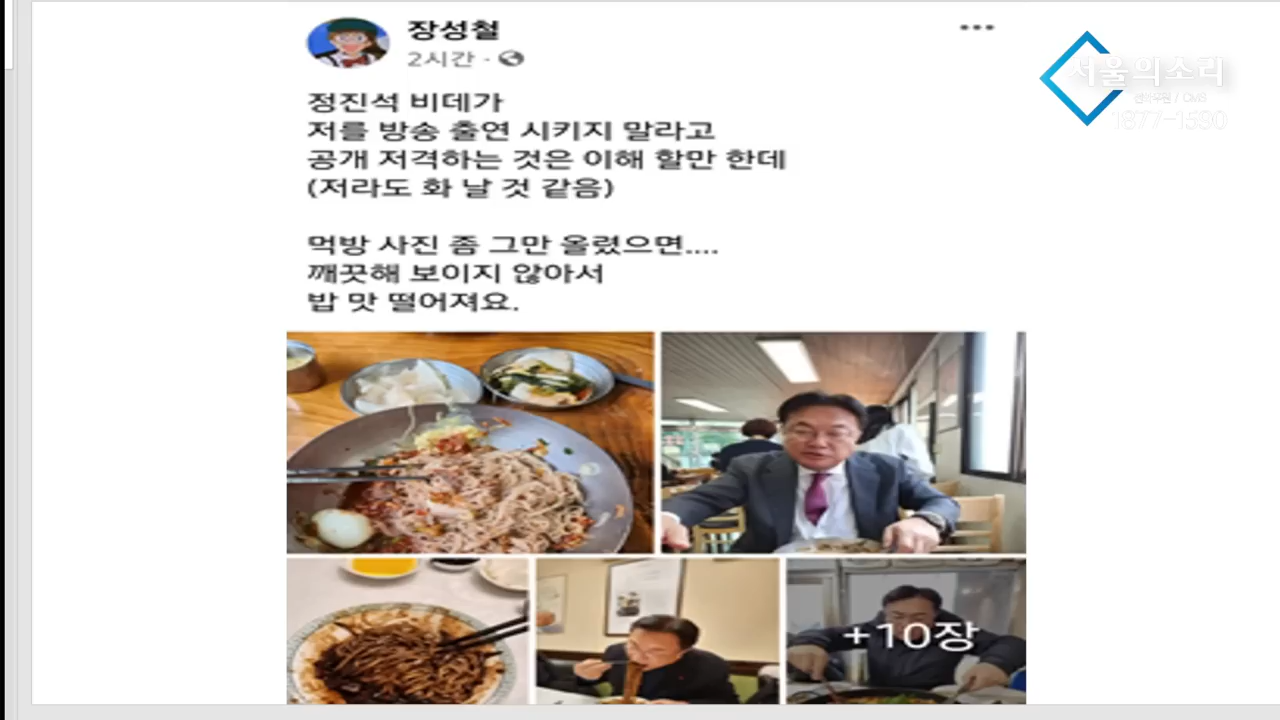 장성철
2시간 ·
정진석 비데가
저를 방송 출연 시키지 말라고
공개 저격하는 것은 이해 할만 한데
(저라도 화 날 것 같음)
먹방 사진 좀 그만 올렸으면....
깨끗해 보이지 않아서
밥 맛 떨어져요.
+10장
서울의소리
/ CMS
1877-1590